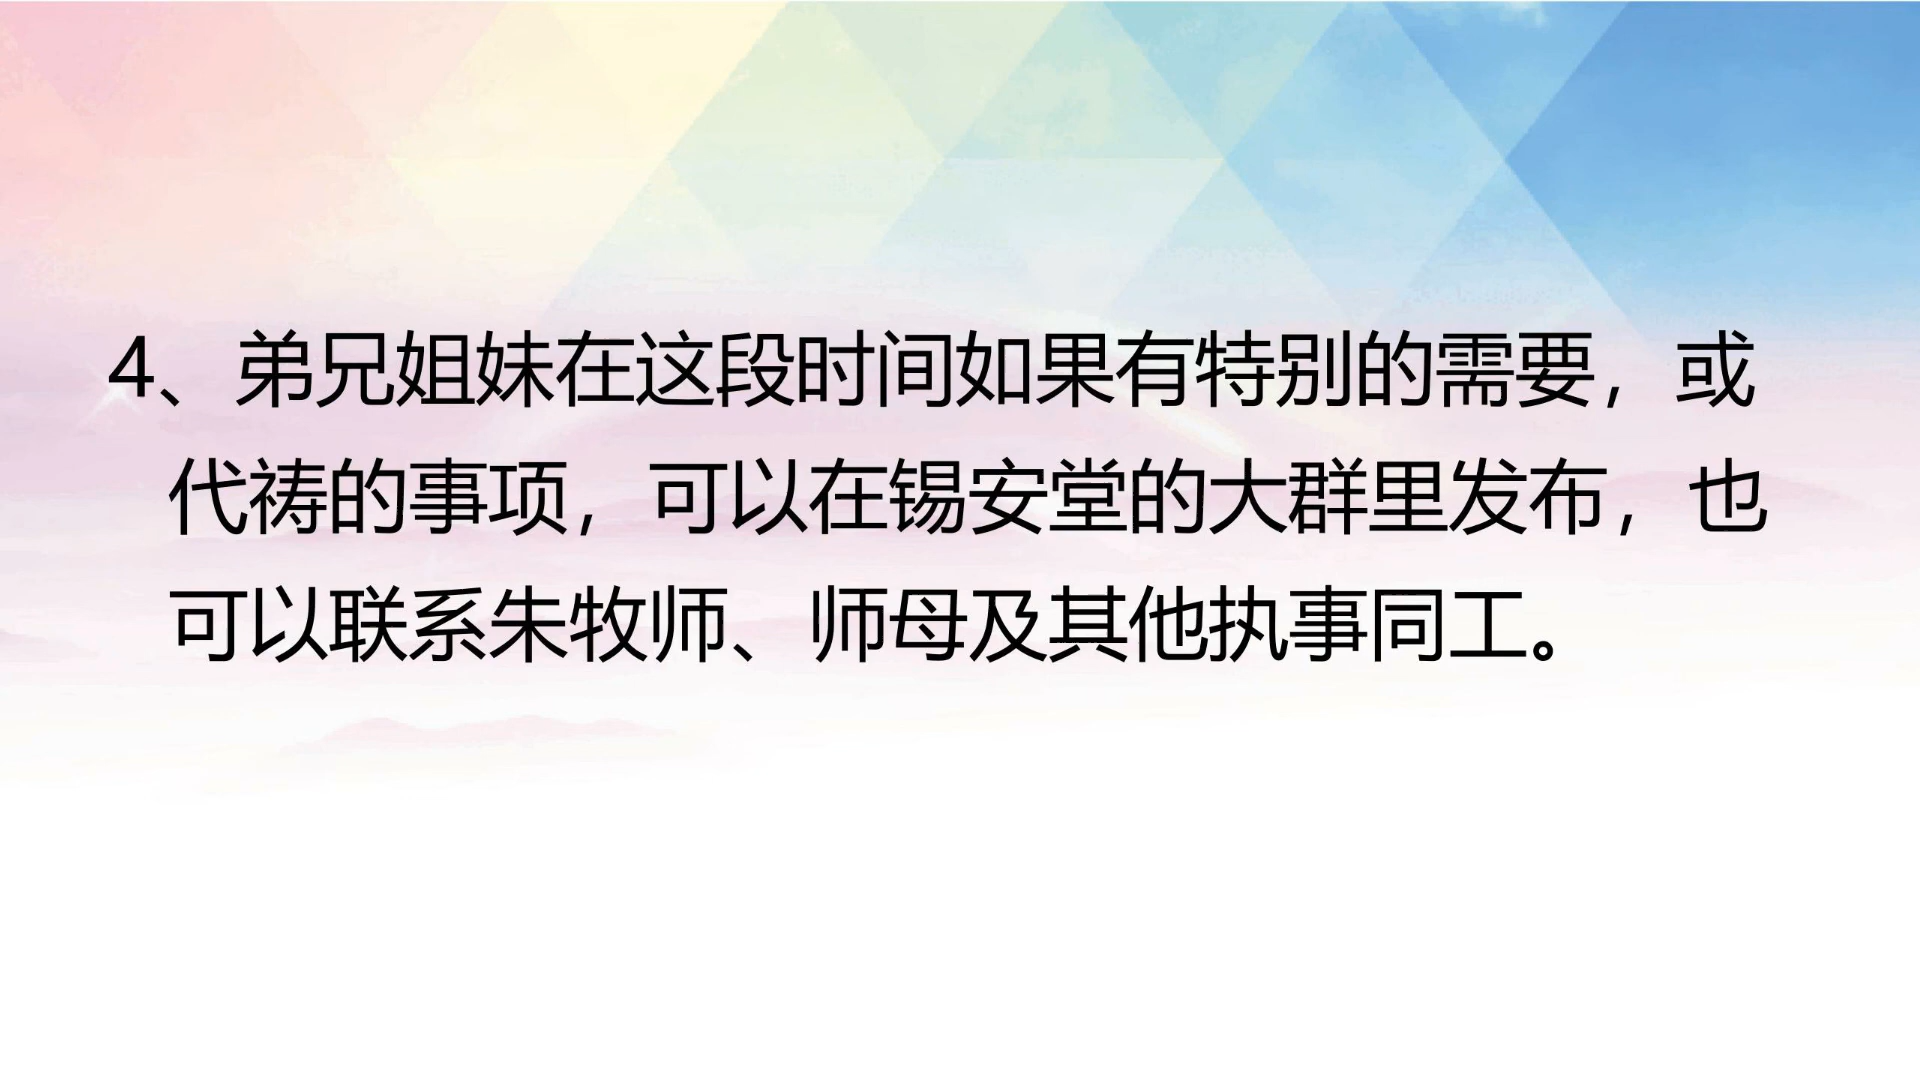 4、弟兄姐妹在这段时间如果有特别的需要，或
代祷的事项，可以在锡安堂的大群里发布，也
可以联系朱牧师、师母及其他执事同工。